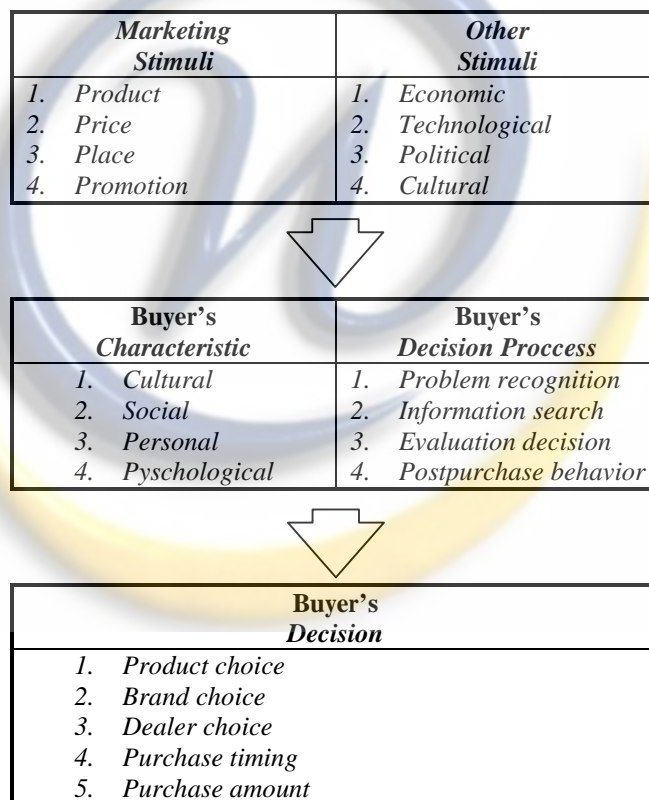 Marketing
Stimuli
Other
Stimuli
1. Product
2. Price
3. Place
4. Promotion
1. Economic
2. Technological
3. Political
4. Cultural
Buyer's
Characteristic
Buyer's
Decision Proccess
1. Cultural
2. Social
3. Personal
4. Pyschological
1. Problem recognition
2. Information search
3. Evaluation decision
4. Postpurchase behavior
Buyer's
Decision
1. Product choice
2. Brand choice
3. Dealer choice
4. Purchase timing
5. Purchase amount